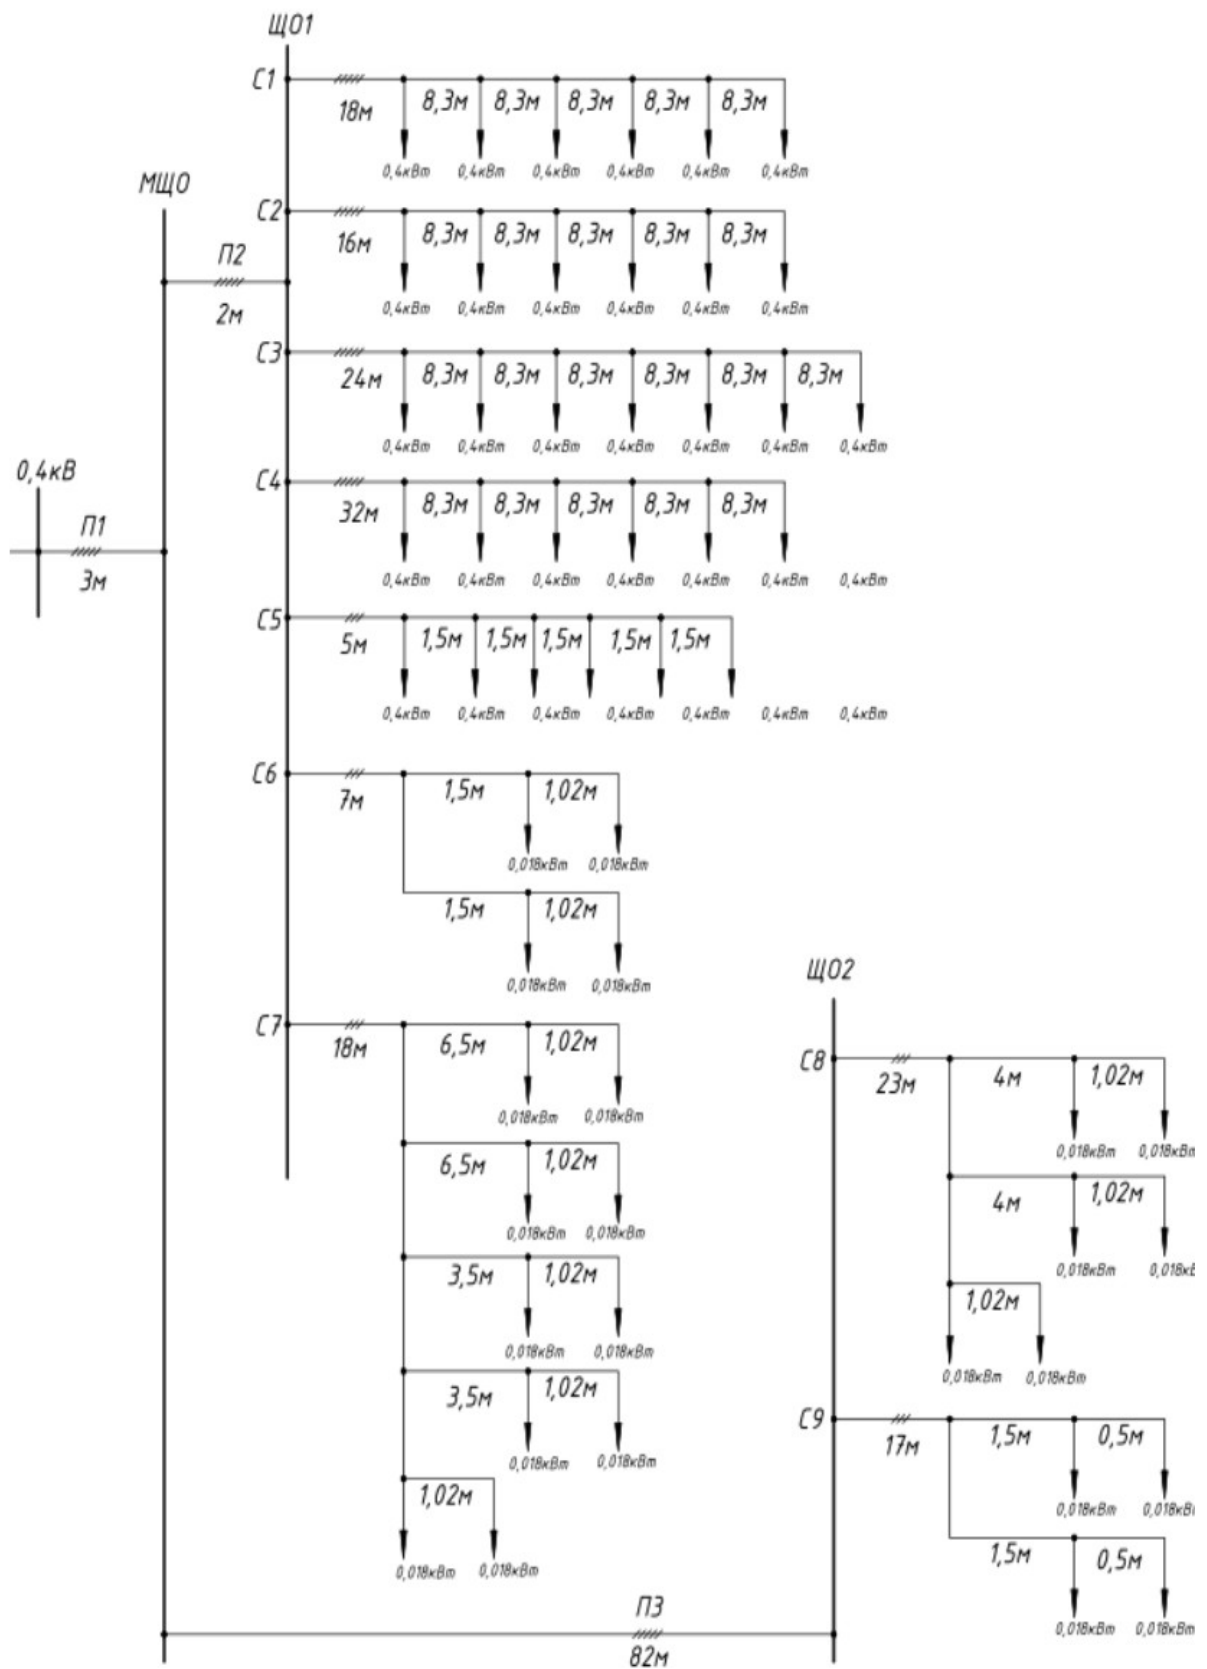 ЩО1
С1
18м
8,3м 8,3м 8,3м 8,3м 8,3м
0,4кВт 0,4кВт 0,4кВт 0,4кВт 0,4кВт 0,4кВт
МЩО
С2
16м
8,3м 8,3м 8,3м 8,3м 8,3м
П2
2м
0,4кВт 0,4кВт 0,4кВт 0,4кВт 0,4кВт 0,4кВт
С3
24м
8,3м 8,3м 8,3м 8,3м 8,3м 8,3м
0,4кВт 0,4кВт 0,4кВт 0,4кВт 0,4кВт 0,4кВт 0,4кВт
0,4кВ
П1
3м
С4
32м
8,3м 8,3м 8,3м 8,3м 8,3м
0,4кВт 0,4кВт 0,4кВт 0,4кВт 0,4кВт 0,4кВт 0,4кВт
С5
5м
1,5м 1,5м 1,5м 1,5м 1,5м
0,4кВт 0,4кВт 0,4кВт 0,4кВт 0,4кВт 0,4кВт 0,4кВт
С6
7м
1,5м 1,02м
0,018кВт 0,018кВт
1,5м 1,02м
0,018кВт 0,018кВт
С7
18м
6,5м 1,02м
0,018кВт 0,018кВт
6,5м 1,02м
0,018кВт 0,018кВт
3,5м 1,02м
0,018кВт 0,018кВт
3,5м 1,02м
0,018кВт 0,018кВт
1,02м
0,018кВт 0,018кВт
ЩО2
С8
23м
4м 1,02м
0,018кВт 0,018кВт
4м 1,02м
0,018кВт 0,018кВ
1,02м
0,018кВт 0,018кВт
С9
17м
1,5м 0,5м
0,018кВт 0,018кВт
1,5м 0,5м
0,018кВт 0,018кВт
П3
82м